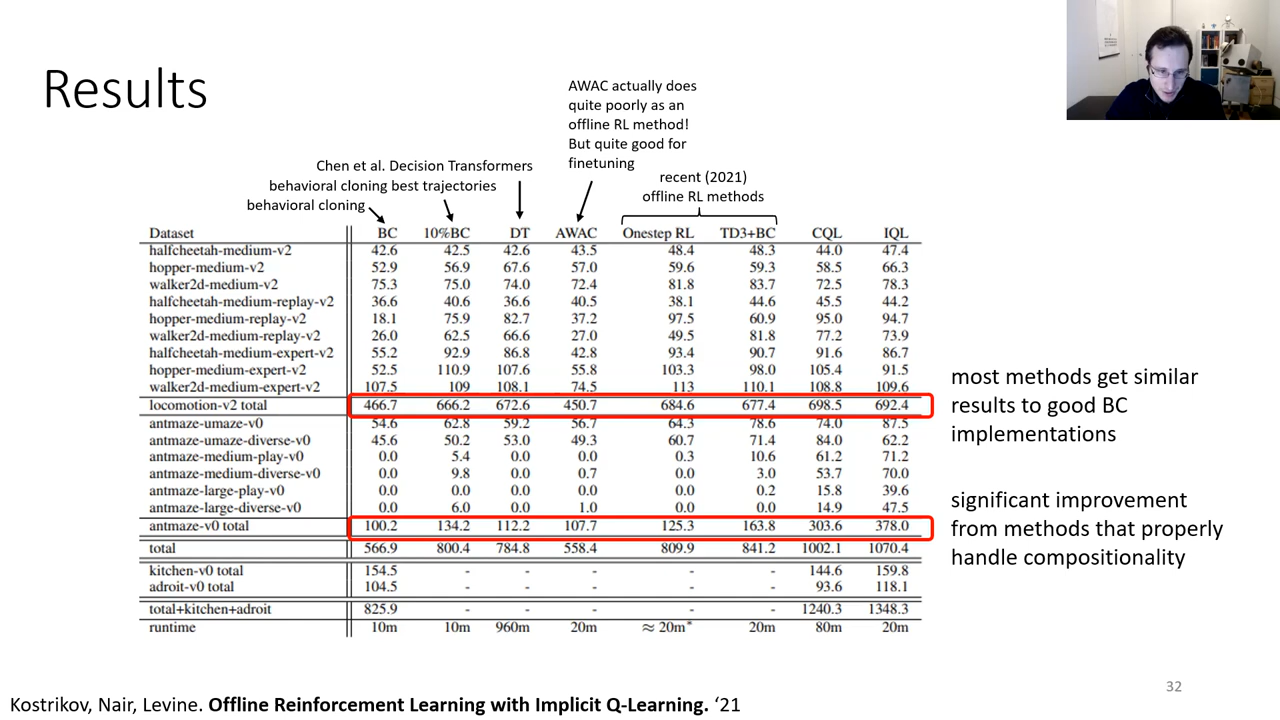 Results
AWAC actually does
quite poorly as an
offline RL method!
But quite good for
finetuning
Chen et al. Decision Transformers
behavioral cloning best trajectories
behavioral cloning
recent (2021)
offline RL methods
Dataset BC 10%BC DT AWAC Onestep RL TD3+BC CQL IQL
halfcheetah-medium-v2 42.6 42.5 42.6 43.5 48.4 48.3 44.0 47.4
hopper-medium-v2 52.9 56.9 67.6 57.0 59.6 59.3 58.5 66.3
walker2d-medium-v2 75.3 75.0 74.0 72.4 81.8 83.7 72.5 78.3
halfcheetah-medium-replay-v2 36.6 40.6 36.6 40.5 38.1 44.6 45.5 44.2
hopper-medium-replay-v2 18.1 75.9 82.7 37.2 97.5 60.9 95.0 94.7
walker2d-medium-replay-v2 26.0 62.5 66.6 27.0 49.5 81.8 77.2 73.9
halfcheetah-medium-expert-v2 55.2 92.9 86.8 42.8 93.4 90.7 91.6 86.7
hopper-medium-expert-v2 52.5 110.9 107.6 55.8 103.3 98.0 105.4 91.5
walker2d-medium-expert-v2 107.5 109 108.1 74.5 113 110.1 108.8 109.6
locomotion-v2 total 466.7 666.2 672.6 450.7 684.6 677.4 698.5 692.4
antmaze-umaze-v0 54.6 62.8 59.2 56.7 64.3 78.6 74.0 87.5
antmaze-umaze-diverse-v0 45.6 50.2 53.0 49.3 60.7 71.4 84.0 62.2
antmaze-medium-play-v0 0.0 5.4 0.0 0.0 0.3 10.6 61.2 71.2
antmaze-medium-diverse-v0 0.0 9.8 0.0 0.7 0.0 3.0 53.7 70.0
antmaze-large-play-v0 0.0 0.0 0.0 0.0 0.0 0.2 15.8 39.6
antmaze-large-diverse-v0 0.0 6.0 0.0 1.0 0.0 0.0 14.9 47.5
antmaze-v0 total 100.2 134.2 112.2 107.7 125.3 163.8 303.6 378.0
total 566.9 800.4 784.8 558.4 809.9 841.2 1002.1 1070.4
kitchen-v0 total 154.5 - - - - - 144.6 159.8
adroit-v0 total 104.5 - - - - - 93.6 118.1
total+kitchen+adroit 825.9 - - - - - 1240.3 1348.3
runtime 10m 10m 960m 20m ≈ 20m* 20m 80m 20m
most methods get similar
results to good BC
implementations
significant improvement
from methods that properly
handle compositionality
32
Kostrikov, Nair, Levine. Offline Reinforcement Learning with Implicit Q-Learning. ‘21